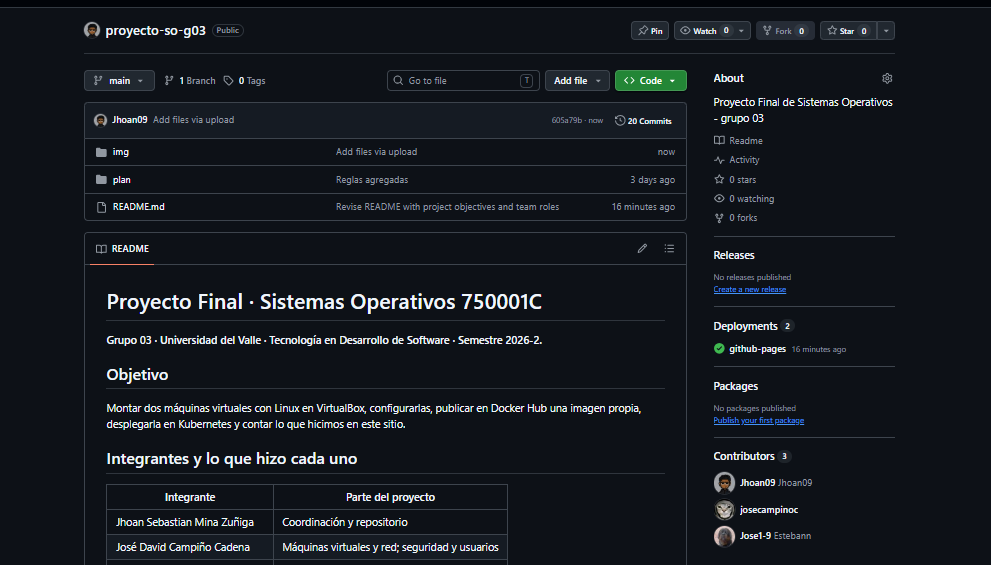 proyecto-so-g03 Public
Pin Watch 0 Fork 0 Star 0
main 1 Branch 0 Tags Go to file T Add file Code
Jhoan09 Add files via upload 605a79b · now 20 Commits
img Add files via upload now
plan Reglas agregadas 3 days ago
README.md Revise README with project objectives and team roles 16 minutes ago
README
Proyecto Final · Sistemas Operativos 750001C
Grupo 03 · Universidad del Valle · Tecnología en Desarrollo de Software · Semestre 2026-2.
Objetivo
Montar dos máquinas virtuales con Linux en VirtualBox, configurarlas, publicar en Docker Hub una imagen propia,
desplegarla en Kubernetes y contar lo que hicimos en este sitio.
Integrantes y lo que hizo cada uno
Integrante Parte del proyecto
Jhoan Sebastian Mina Zuñiga Coordinación y repositorio
José David Campiño Cadena Máquinas virtuales y red; seguridad y usuarios
About
Proyecto Final de Sistemas Operativos
- grupo 03
Readme
Activity
0 stars
0 watching
0 forks
Releases
No releases published
Create a new release
Deployments 2
github-pages 16 minutes ago
Packages
No packages published
Publish your first package
Contributors 3
Jhoan09 Jhoan09
josecampinoc
Jose1-9 Estebann